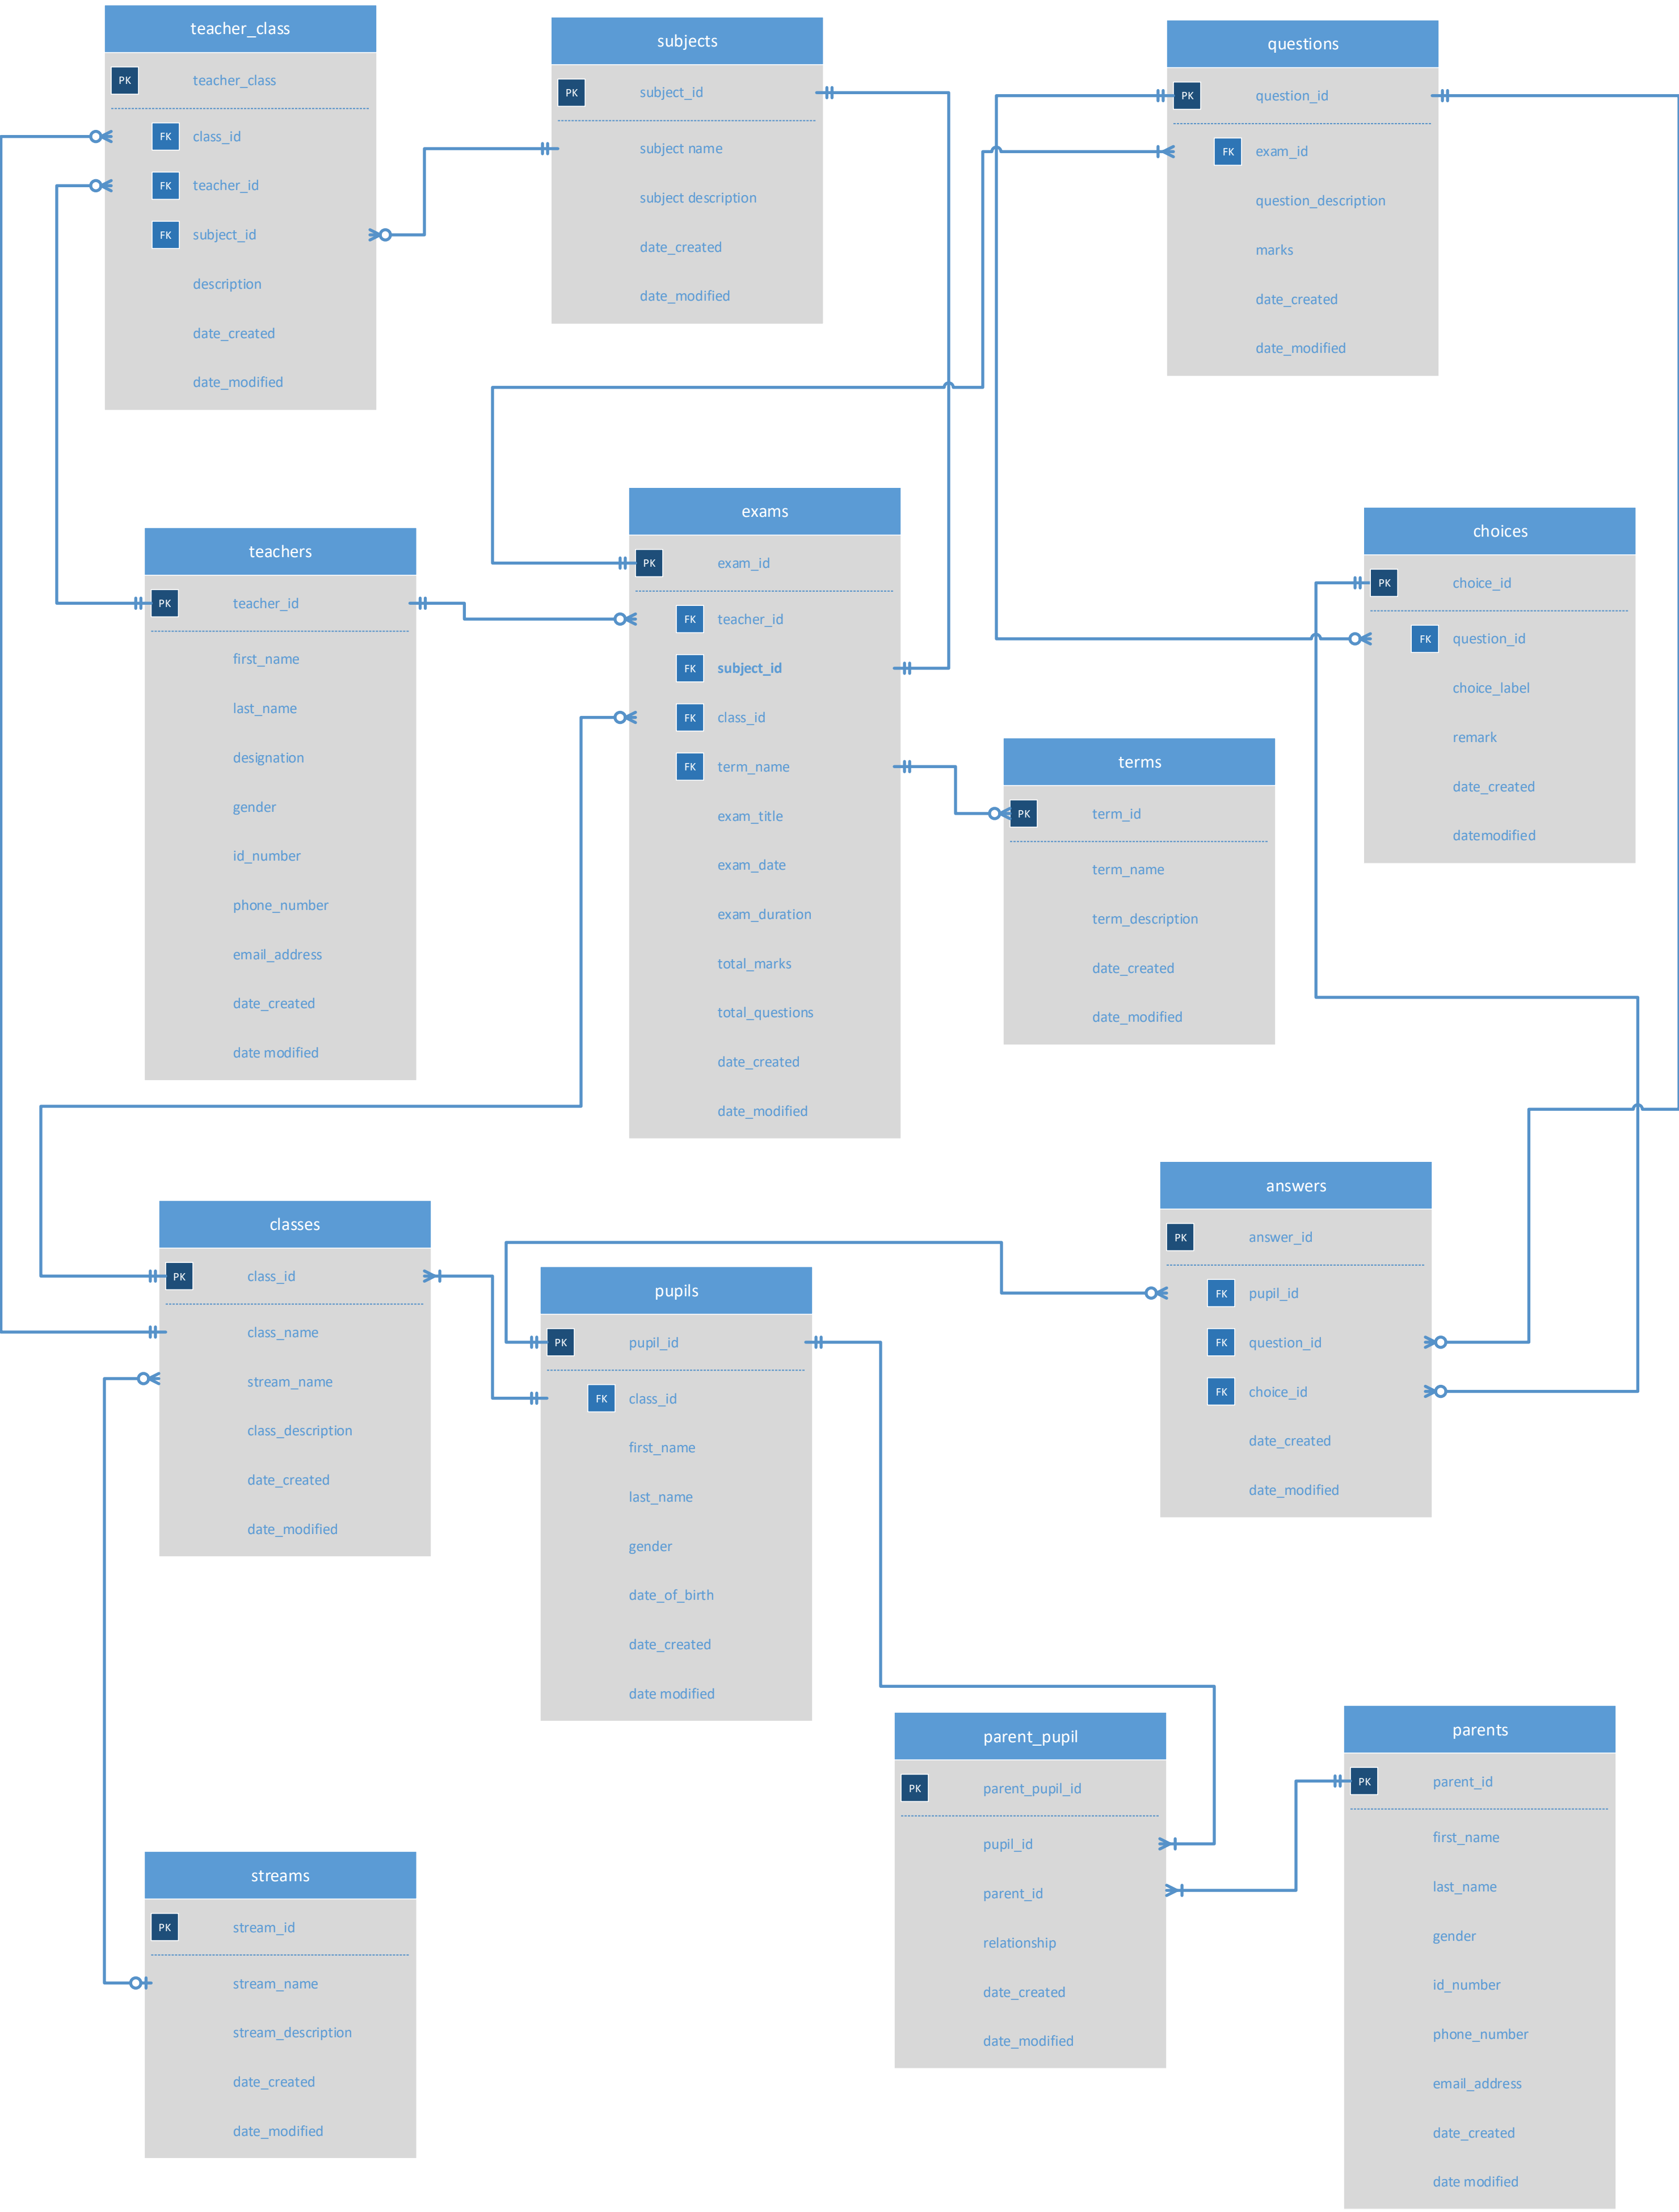 teacher_class
PK teacher_class
FK class_id
FK teacher_id
FK subject_id
description
date_created
date_modified
subjects
PK subject_id
subject name
subject description
date_created
date_modified
questions
PK question_id
FK exam_id
question_description
marks
date_created
date_modified
teachers
PK teacher_id
first_name
last_name
designation
gender
id_number
phone_number
email_address
date_created
date modified
exams
PK exam_id
FK teacher_id
FK subject_id
FK class_id
FK term_name
exam_title
exam_date
exam_duration
total_marks
total_questions
date_created
date_modified
choices
PK choice_id
FK question_id
choice_label
remark
date_created
datemodified
terms
PK term_id
term_name
term_description
date_created
date_modified
classes
PK class_id
class_name
stream_name
class_description
date_created
date_modified
pupils
PK pupil_id
FK class_id
first_name
last_name
gender
date_of_birth
date_created
date modified
answers
PK answer_id
FK pupil_id
FK question_id
FK choice_id
date_created
date_modified
streams
PK stream_id
stream_name
stream_description
date_created
date_modified
parent_pupil
PK parent_pupil_id
pupil_id
parent_id
relationship
date_created
date_modified
parents
PK parent_id
first_name
last_name
gender
id_number
phone_number
email_address
date_created
date modified